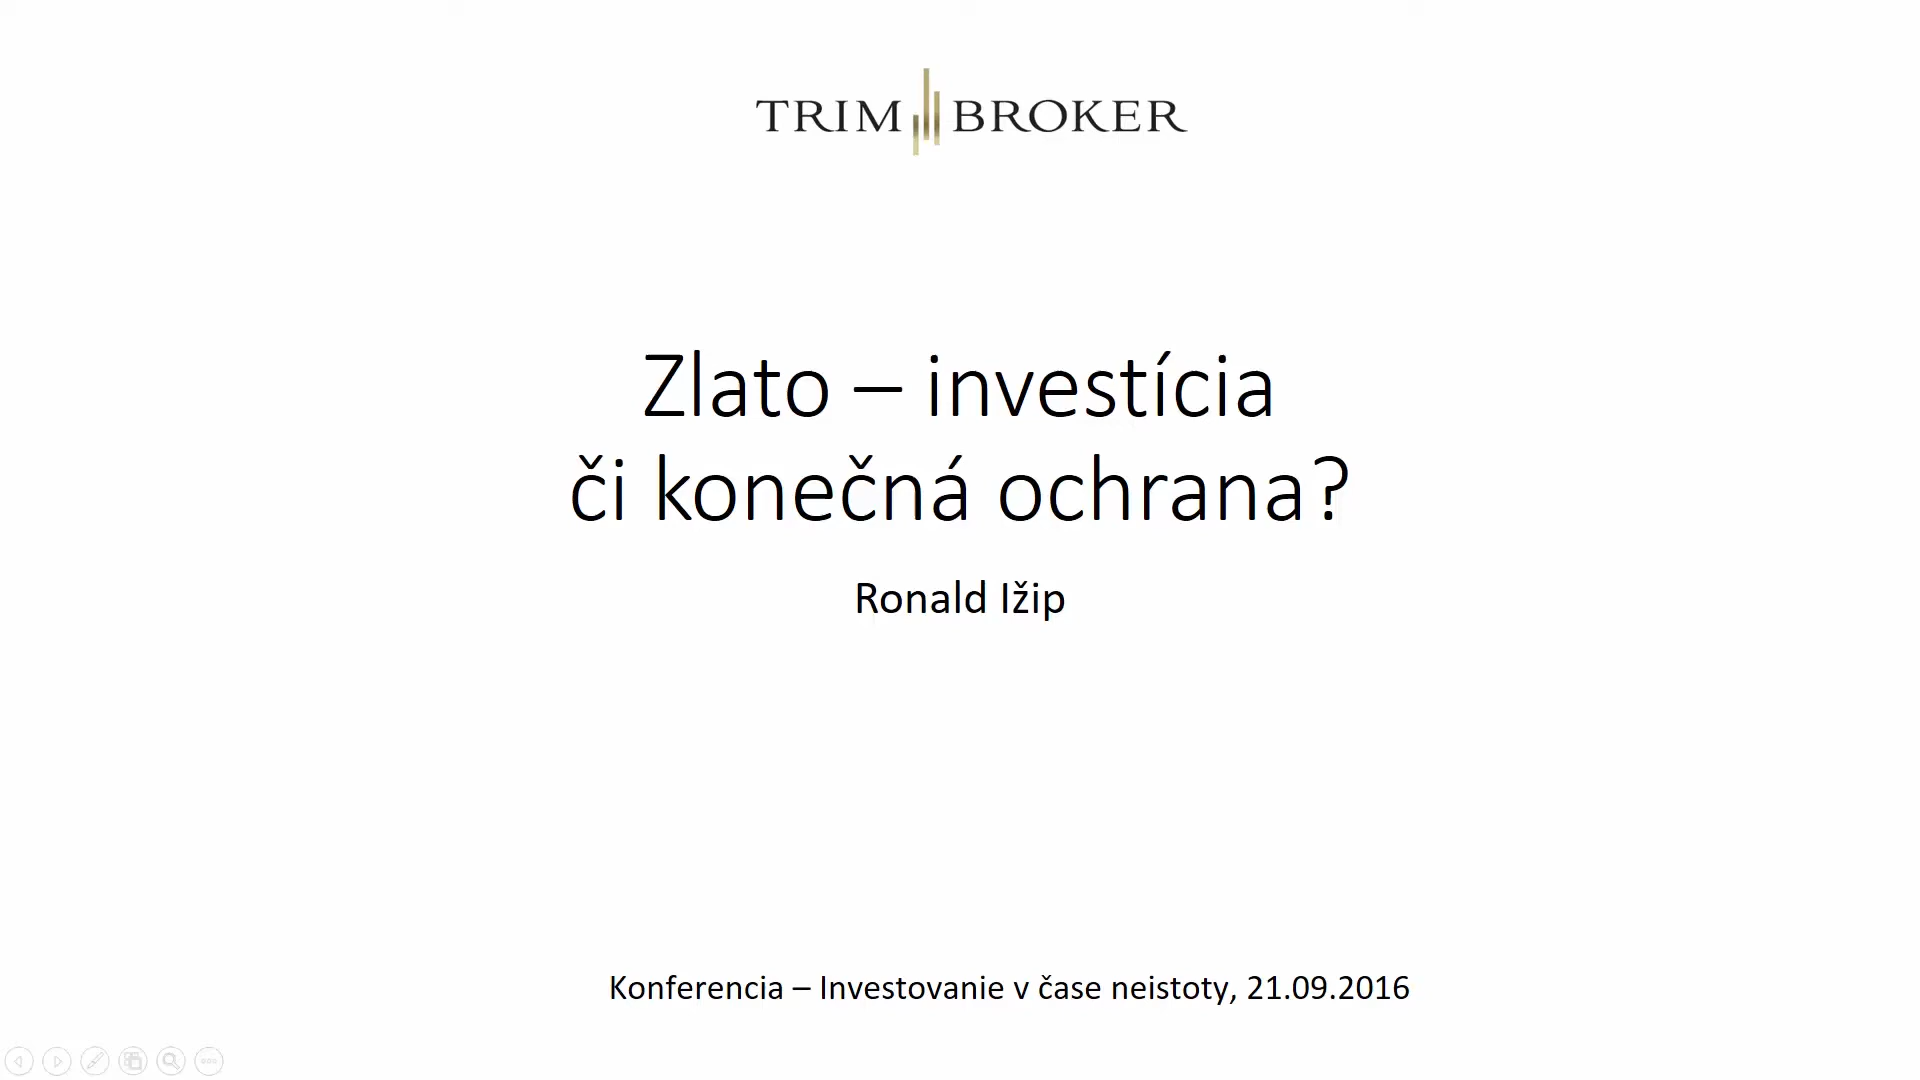 TRIM BROKER
Zlato – investícia
či konečná ochrana?
Ronald Ižip
Konferencia – Investovanie v čase neistoty, 21.09.2016